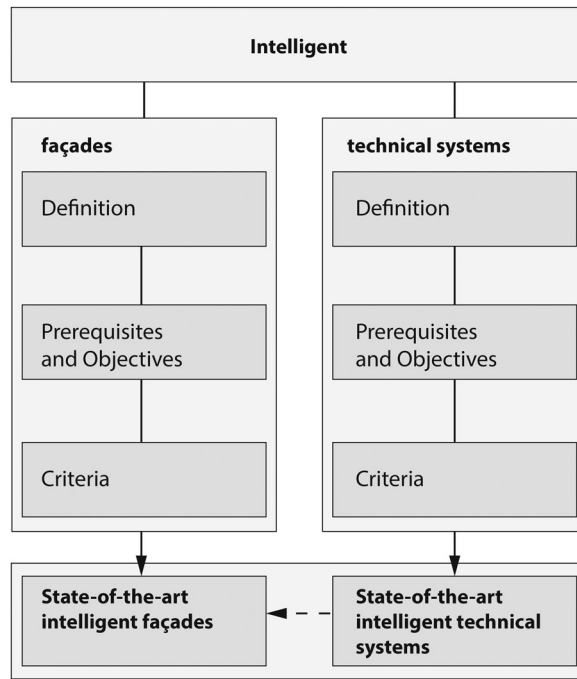 Intelligent
façades
Definition
Prerequisites
and Objectives
Criteria
technical systems
Definition
Prerequisites
and Objectives
Criteria
State-of-the-art
intelligent façades
State-of-the-art
intelligent technical
systems